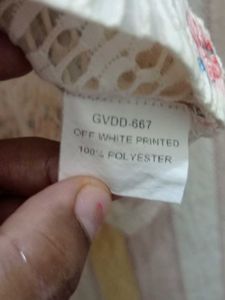 GVDD-667
OFF WHITE PRINTED
100% POLYESTER